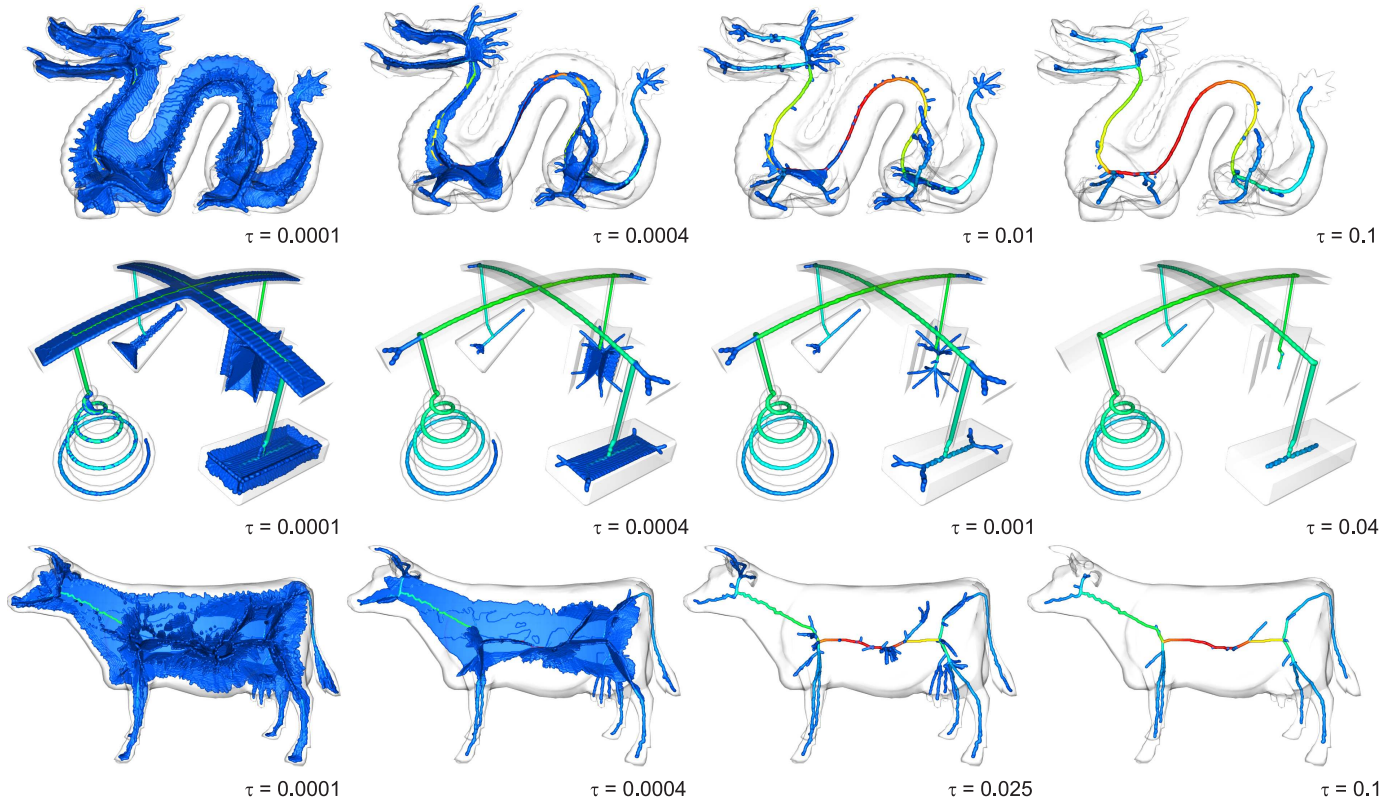 τ = 0.0001
τ = 0.0004
τ = 0.01
τ = 0.1
τ = 0.0001
τ = 0.0004
τ = 0.001
τ = 0.04
τ = 0.0001
τ = 0.0004
τ = 0.025
τ = 0.1